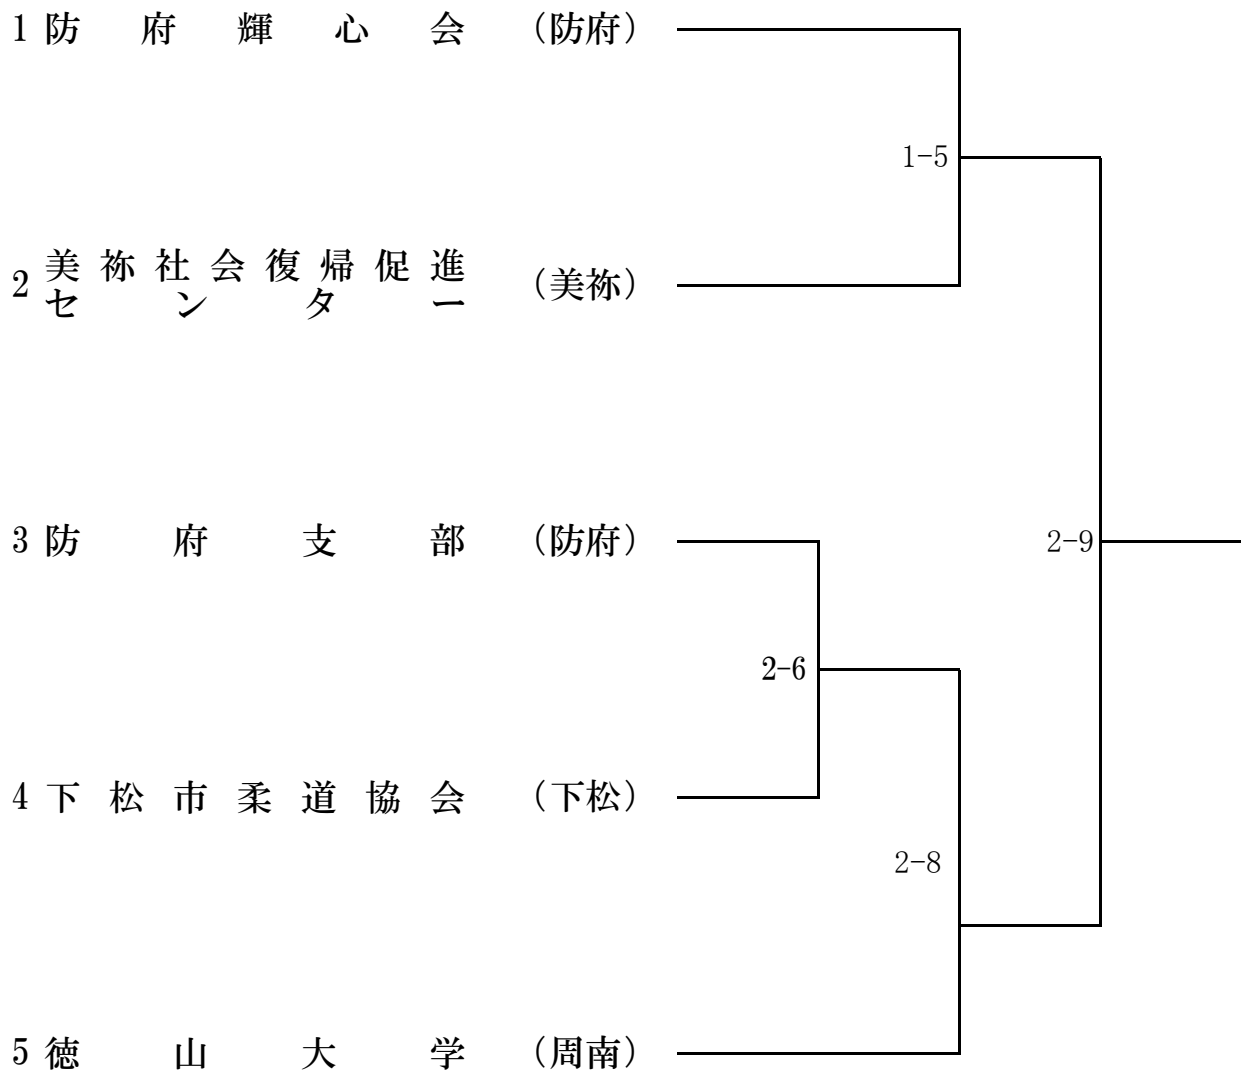 1 防府輝心会 （防府）
1-5
2 美祢社会復帰促進
センター （美祢）
3 防府支部 （防府）
2-9
2-6
4 下松市柔道協会 （下松）
2-8
5 徳山大学 （周南）